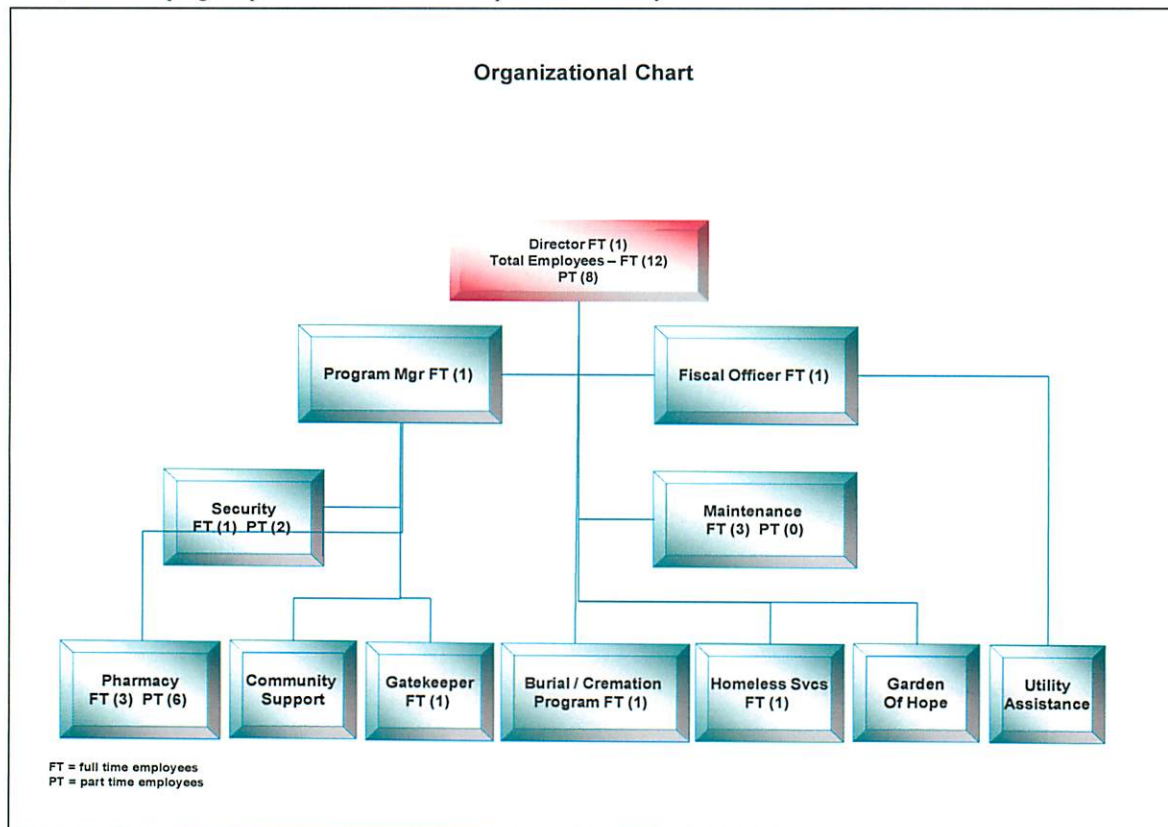 Organizational Chart
Director FT (1)
Total Employees – FT (12)
PT (8)
Program Mgr FT (1)
Fiscal Officer FT (1)
Security
FT (1) PT (2)
Maintenance
FT (3) PT (0)
Pharmacy
FT (3) PT (6)
Community
Support
Gatekeeper
FT (1)
Burial / Cremation
Program FT (1)
Homeless Svcs
FT (1)
Garden
Of Hope
Utility
Assistance
FT = full time employees
PT = part time employees